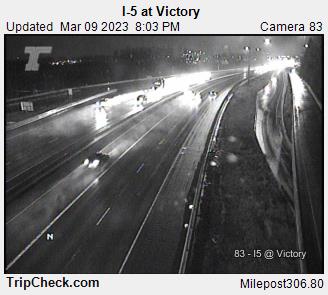 I-5 at Victory
Updated Mar 09 2023 8:03 PM Camera 83
T
N
83 - I5 @ Victory
TripCheck.com Milepost306.80